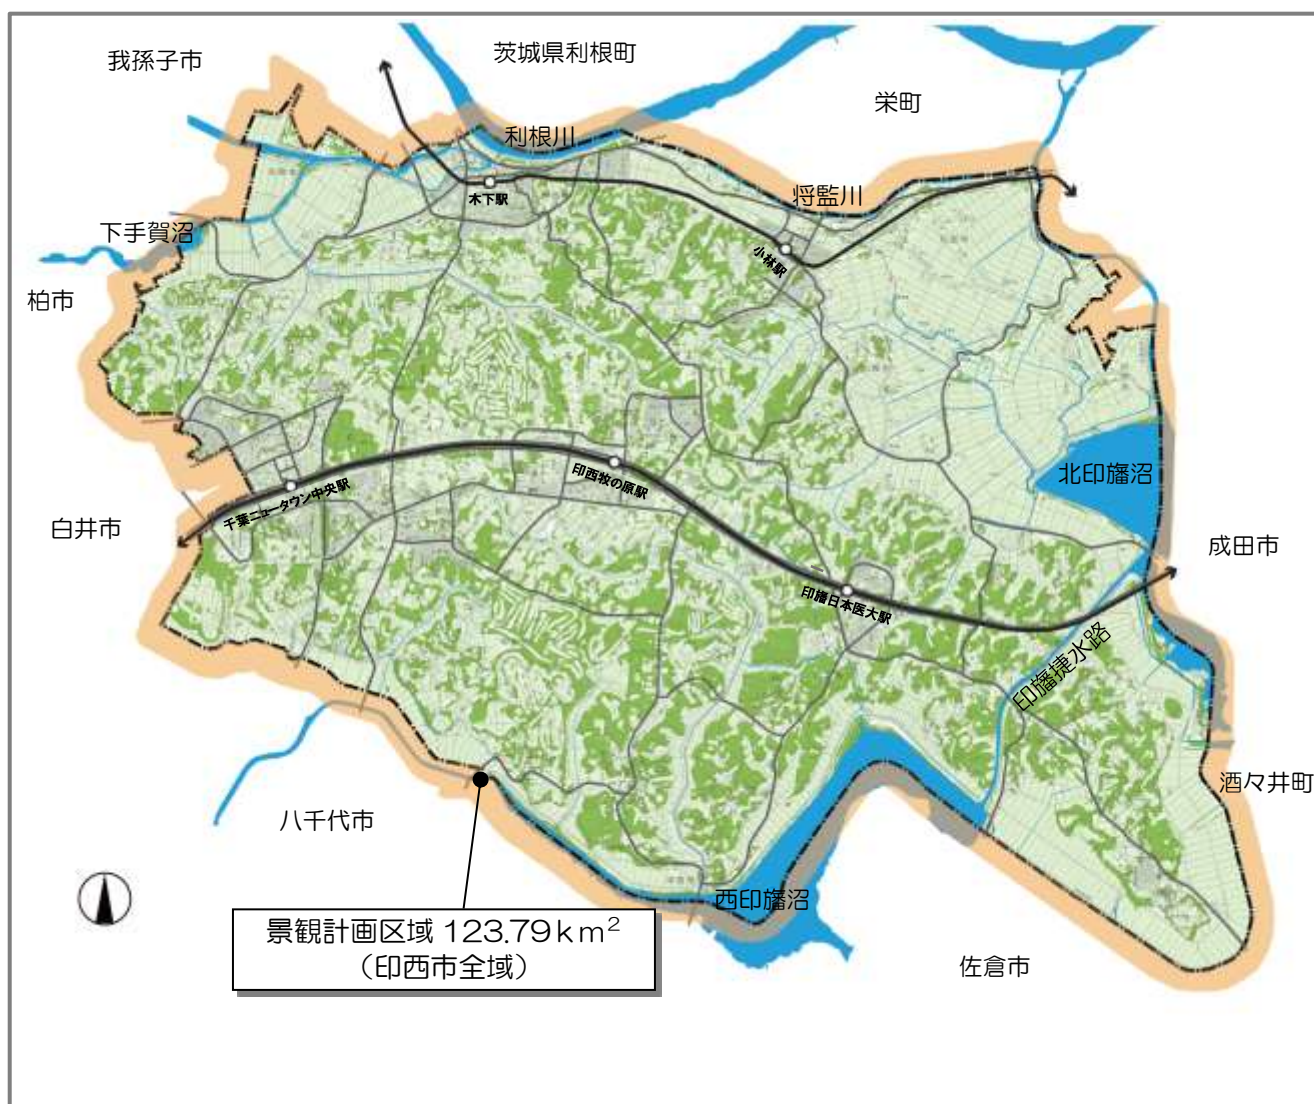 茨城県利根町
我孫子市
栄町
利根川
木下駅
将監川
下手賀沼
小林駅
柏市
北印旛沼
印西牧の原駅
千葉ニュータウン中央駅
白井市
成田市
印旛日本医大駅
印旛捷水路
酒々井町
八千代市
西印旛沼
景観計画区域 123.79km²
（印西市全域）
佐倉市